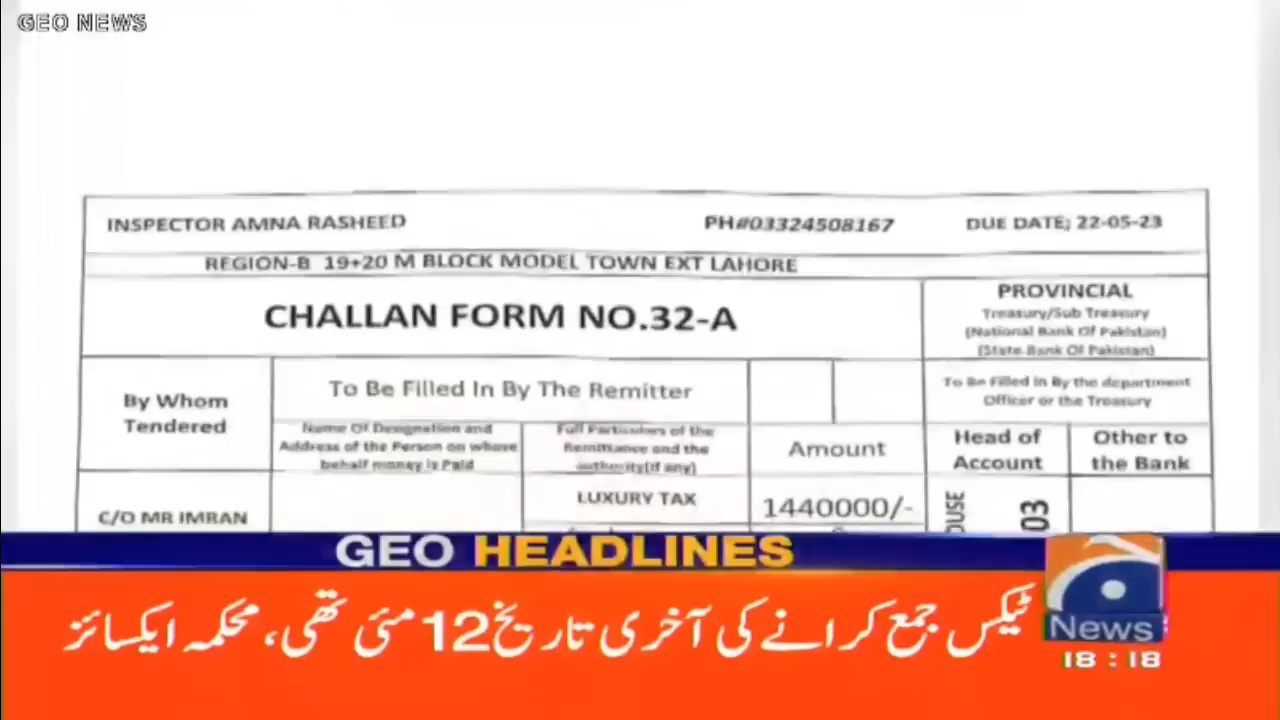 GEO NEWS
INSPECTOR AMNA RASHEED PH#03324508167 DUE DATE; 22-05-23
REGION-B 19+20 M BLOCK MODEL TOWN EXT LAHORE
CHALLAN FORM NO.32-A
PROVINCIAL
Treasury/Sub Treasury
(National Bank Of Pakistan)
(State Bank Of Pakistan)
By Whom
Tendered
To Be Filled In By The Remitter
To Be Filled In By the department
Officer or the Treasury
Name Of Designation and
Address of the Person on whose
behalf money is Paid
Full Particulars of the
Remittance and the
authority(if any)
Amount
Head of
Account
Other to
the Bank
C/O MR IMRAN
LUXURY TAX
1440000/-
03
GEO HEADLINES
ٹیکس جمع کرانے کی آخری تاریخ 12 مئی تھی، محکمہ ایکسائز
News
18:18